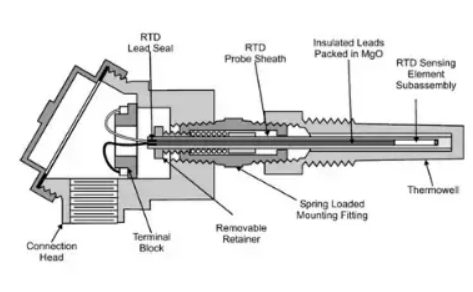 RTD
Lead Seal
RTD
Probe Sheath
Insulated Leads
Packed in MgO
RTD Sensing
Element
Subassembly
Thermowell
Spring Loaded
Mounting Fitting
Removable
Retainer
Terminal
Block
Connection
Head